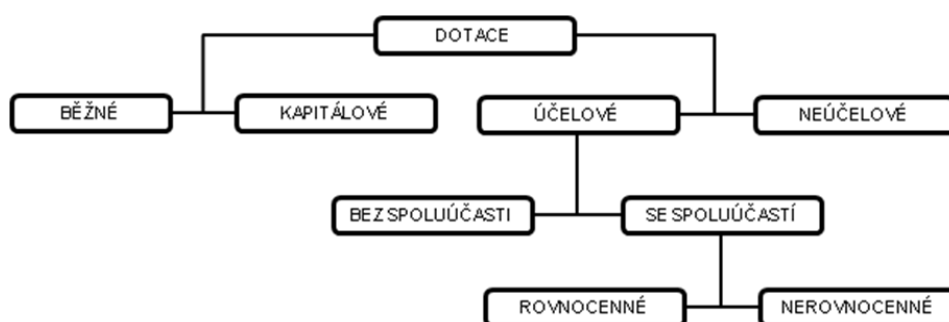 DOTACE
BĚŽNÉ
KAPITÁLOVÉ
ÚČELOVÉ
NEÚČELOVÉ
BEZ SPOLUÚČASTI
SE SPOLUÚČASTÍ
ROVNOCENNÉ
NEROVNOCENNÉ